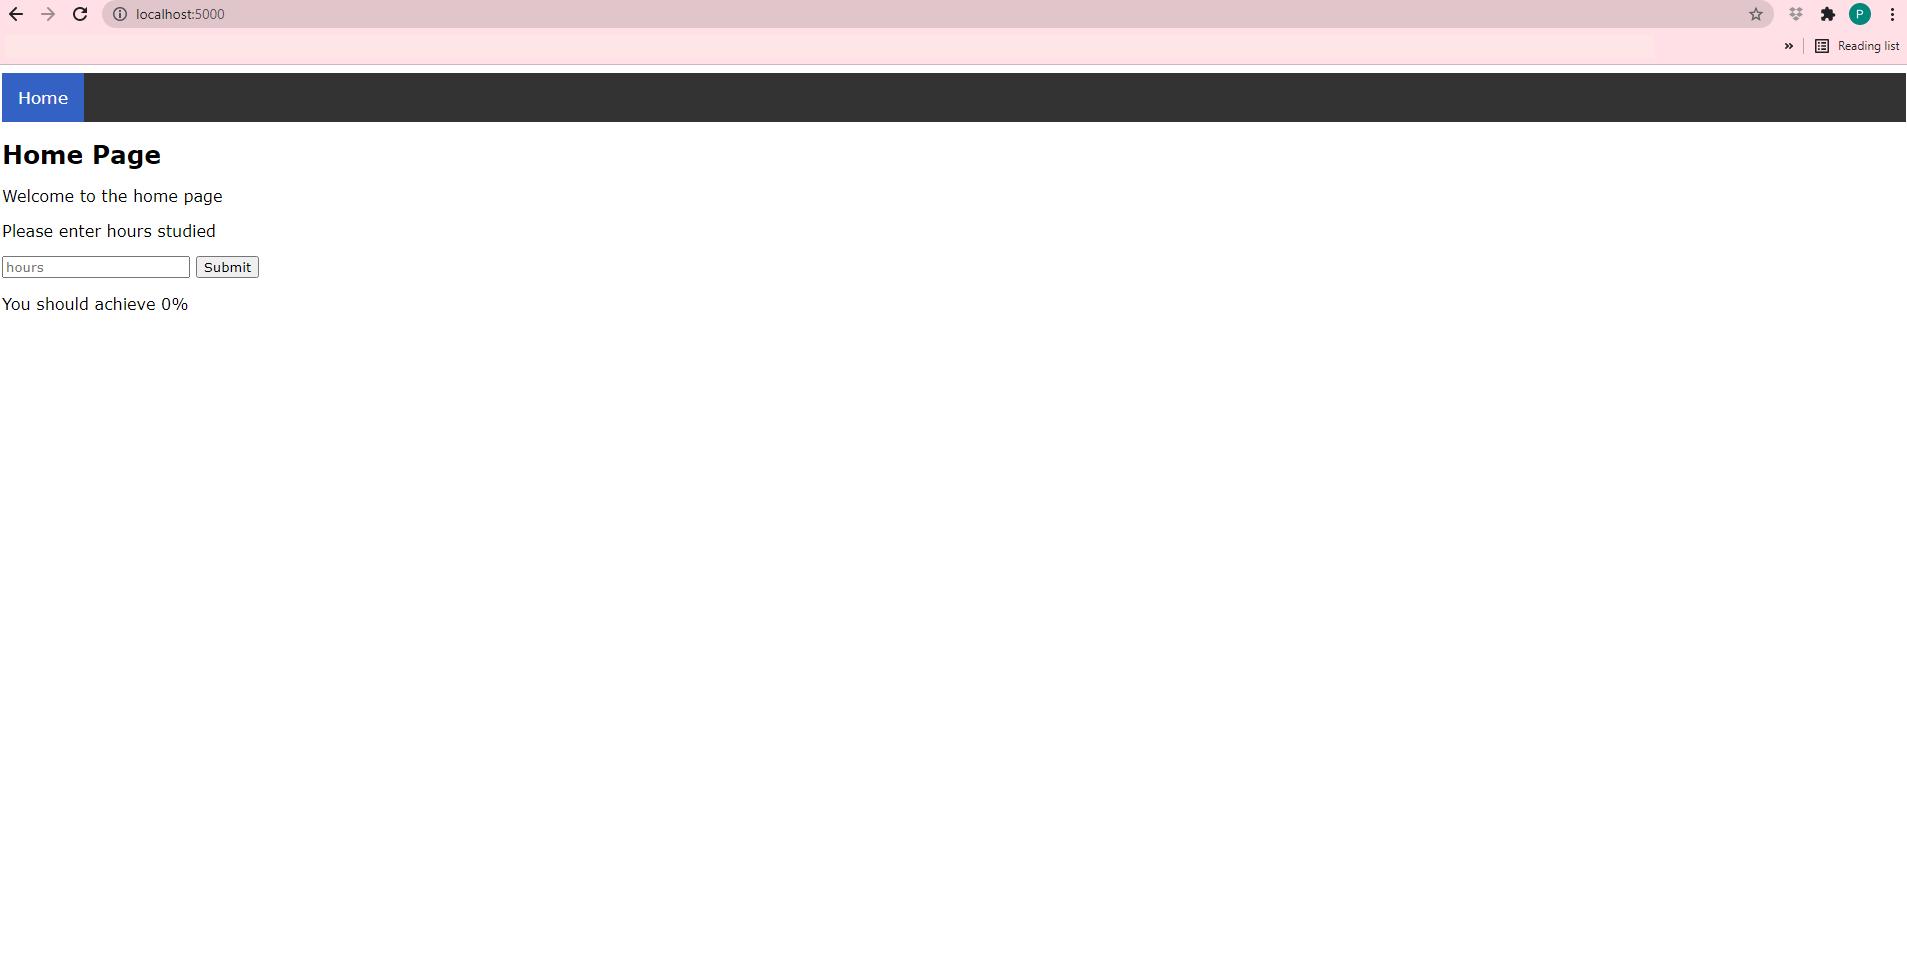 localhost:5000
P
» Reading list
Home
Home Page
Welcome to the home page
Please enter hours studied
hours Submit
You should achieve 0%